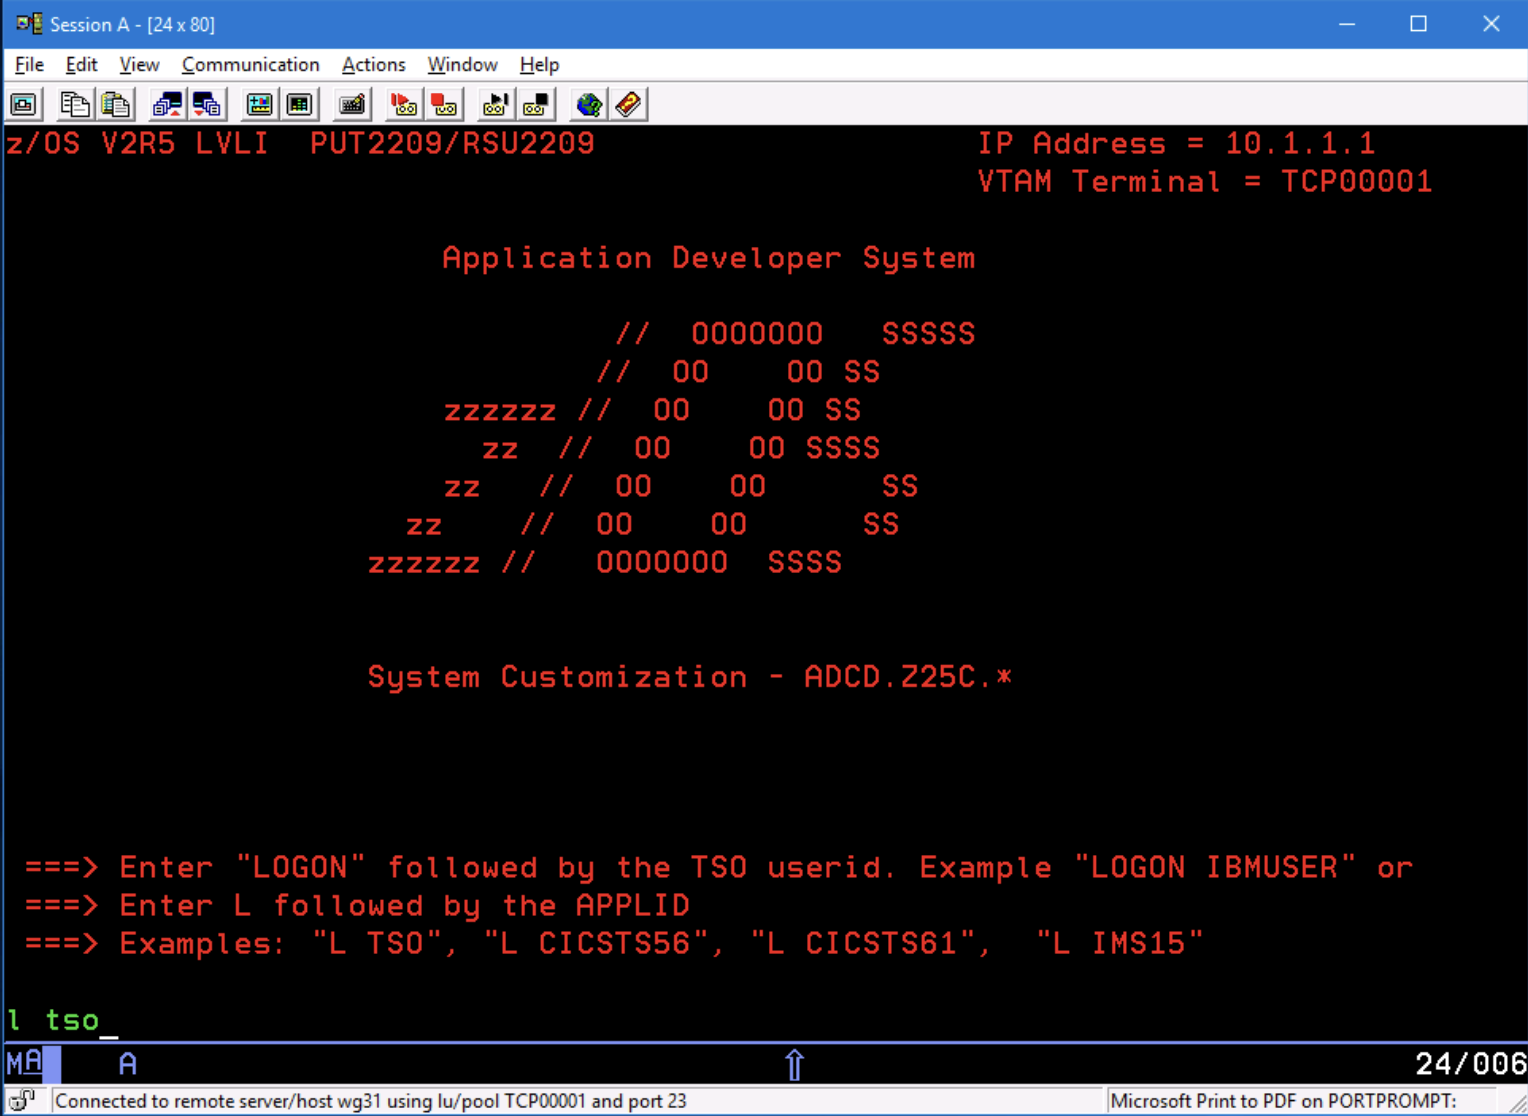 Session A - [24 x 80]
File Edit View Communication Actions Window Help
z/OS V2R5 LVLI PUT2209/RSU2209 IP Address = 10.1.1.1
VTAM Terminal = TCP00001
Application Developer System
// OOOOOOO SSSSS
// OO OO SS
zzzzzz // OO OO SS
zz // OO OO SSSS
zz // OO OO SS
zz // OO OO SS
zzzzzz // OOOOOOO SSSS
System Customization - ADCD.Z25C.*
===> Enter "LOGON" followed by the TSO userid. Example "LOGON IBMUSER" or
===> Enter L followed by the APPLID
===> Examples: "L TSO", "L CICSTS56", "L CICSTS61", "L IMS15"
l tso_
MA A 24/006
Connected to remote server/host wg31 using lu/pool TCP00001 and port 23 Microsoft Print to PDF on PORTPROMPT: